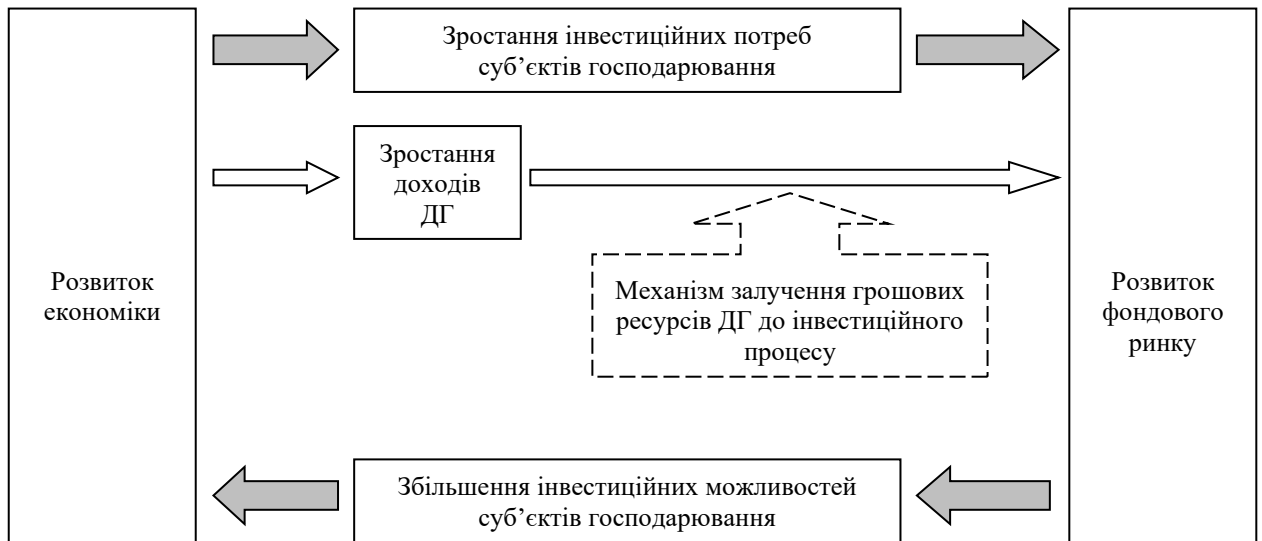 Зростання інвестиційних потреб
суб’єктів господарювання
Зростання
доходів
ДГ
Розвиток
економіки
Механізм залучення грошових
ресурсів ДГ до інвестиційного
процесу
Розвиток
фондового
ринку
Збільшення інвестиційних можливостей
суб’єктів господарювання